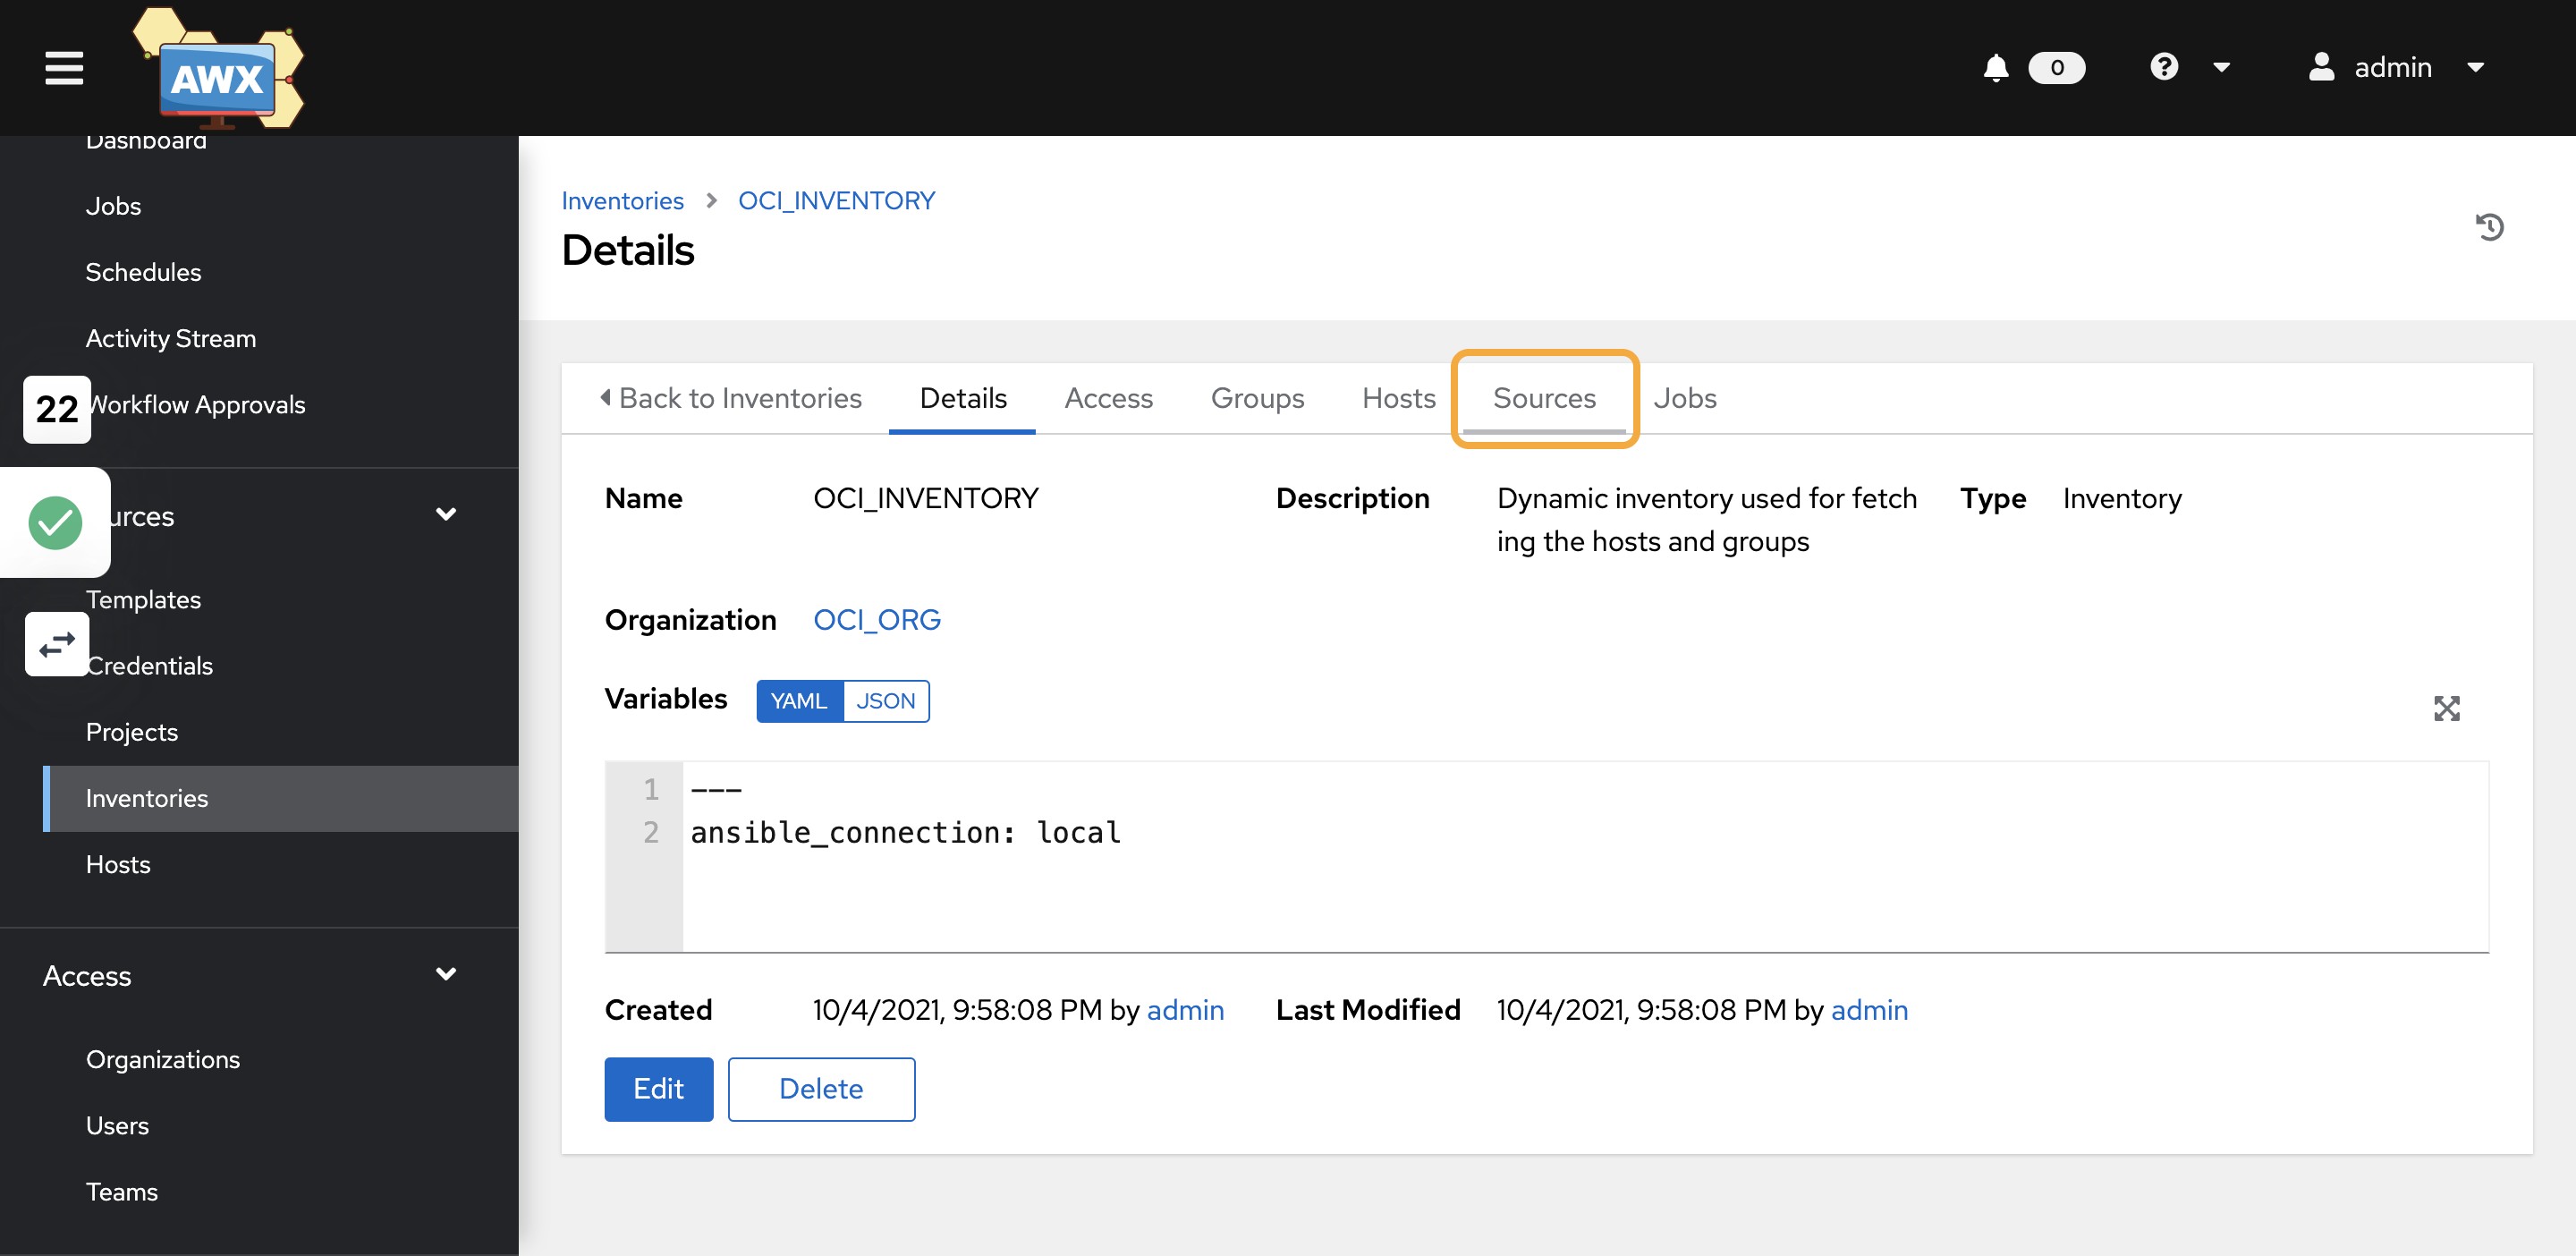 AWX
0
admin
Dashboard
Jobs
Schedules
Activity Stream
Workflow Approvals
22
urces
Templates
Credentials
Projects
Inventories
Hosts
Access
Organizations
Users
Teams
Inventories > OCI_INVENTORY
Details
Back to Inventories Details Access Groups Hosts Sources Jobs
Name OCI_INVENTORY Description Dynamic inventory used for fetch Type Inventory
ing the hosts and groups
Organization OCI_ORG
Variables YAML JSON
1 ---
2 ansible_connection: local
Created 10/4/2021, 9:58:08 PM by admin Last Modified 10/4/2021, 9:58:08 PM by admin
Edit Delete